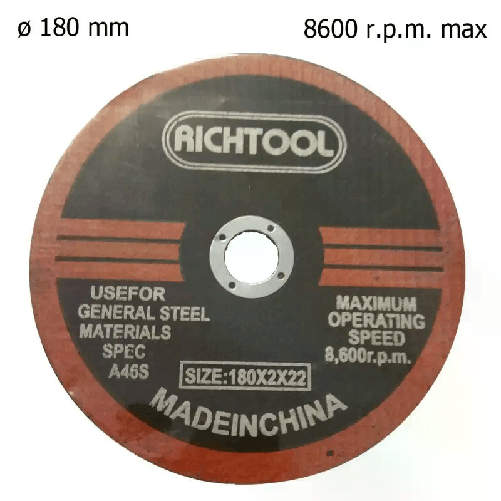 ø 180 mm
8600 r.p.m. max
RICHTOOL
USEFOR
GENERAL STEEL
MATERIALS
SPEC
A46S
MAXIMUM
OPERATING
SPEED
8,600r.p.m.
SIZE:180X2X22
MADEINCHINA